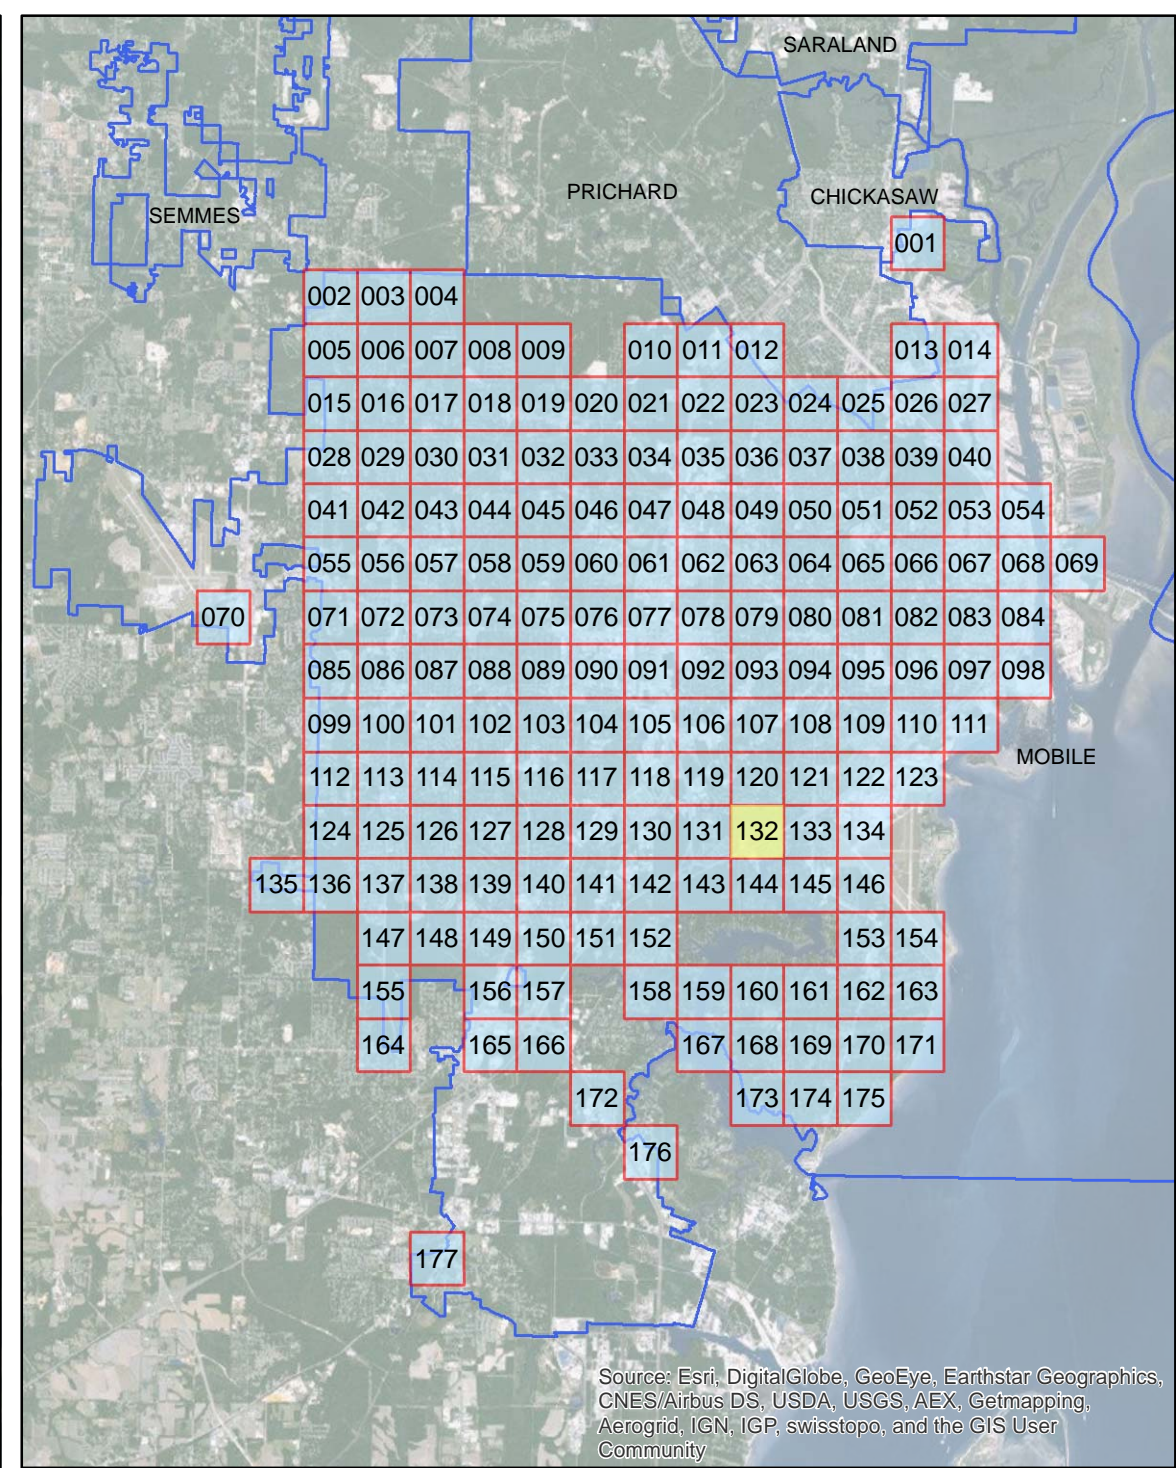 SARALAND
PRICHARD
CHICKASAW
SEMMES
001
002 003 004
005 006 007 008 009 010 011 012 013 014
015 016 017 018 019 020 021 022 023 024 025 026 027
028 029 030 031 032 033 034 035 036 037 038 039 040
041 042 043 044 045 046 047 048 049 050 051 052 053 054
055 056 057 058 059 060 061 062 063 064 065 066 067 068 069
070 071 072 073 074 075 076 077 078 079 080 081 082 083 084
085 086 087 088 089 090 091 092 093 094 095 096 097 098
099 100 101 102 103 104 105 106 107 108 109 110 111
MOBILE
112 113 114 115 116 117 118 119 120 121 122 123
124 125 126 127 128 129 130 131 132 133 134
135 136 137 138 139 140 141 142 143 144 145 146
147 148 149 150 151 152 153 154
155 156 157 158 159 160 161 162 163
164 165 166 167 168 169 170 171
172 173 174 175
176
177
Source: Esri, DigitalGlobe, GeoEye, Earthstar Geographics,
CNES/Airbus DS, USDA, USGS, AEX, Getmapping,
Aerogrid, IGN, IGP, swisstopo, and the GIS User
Community